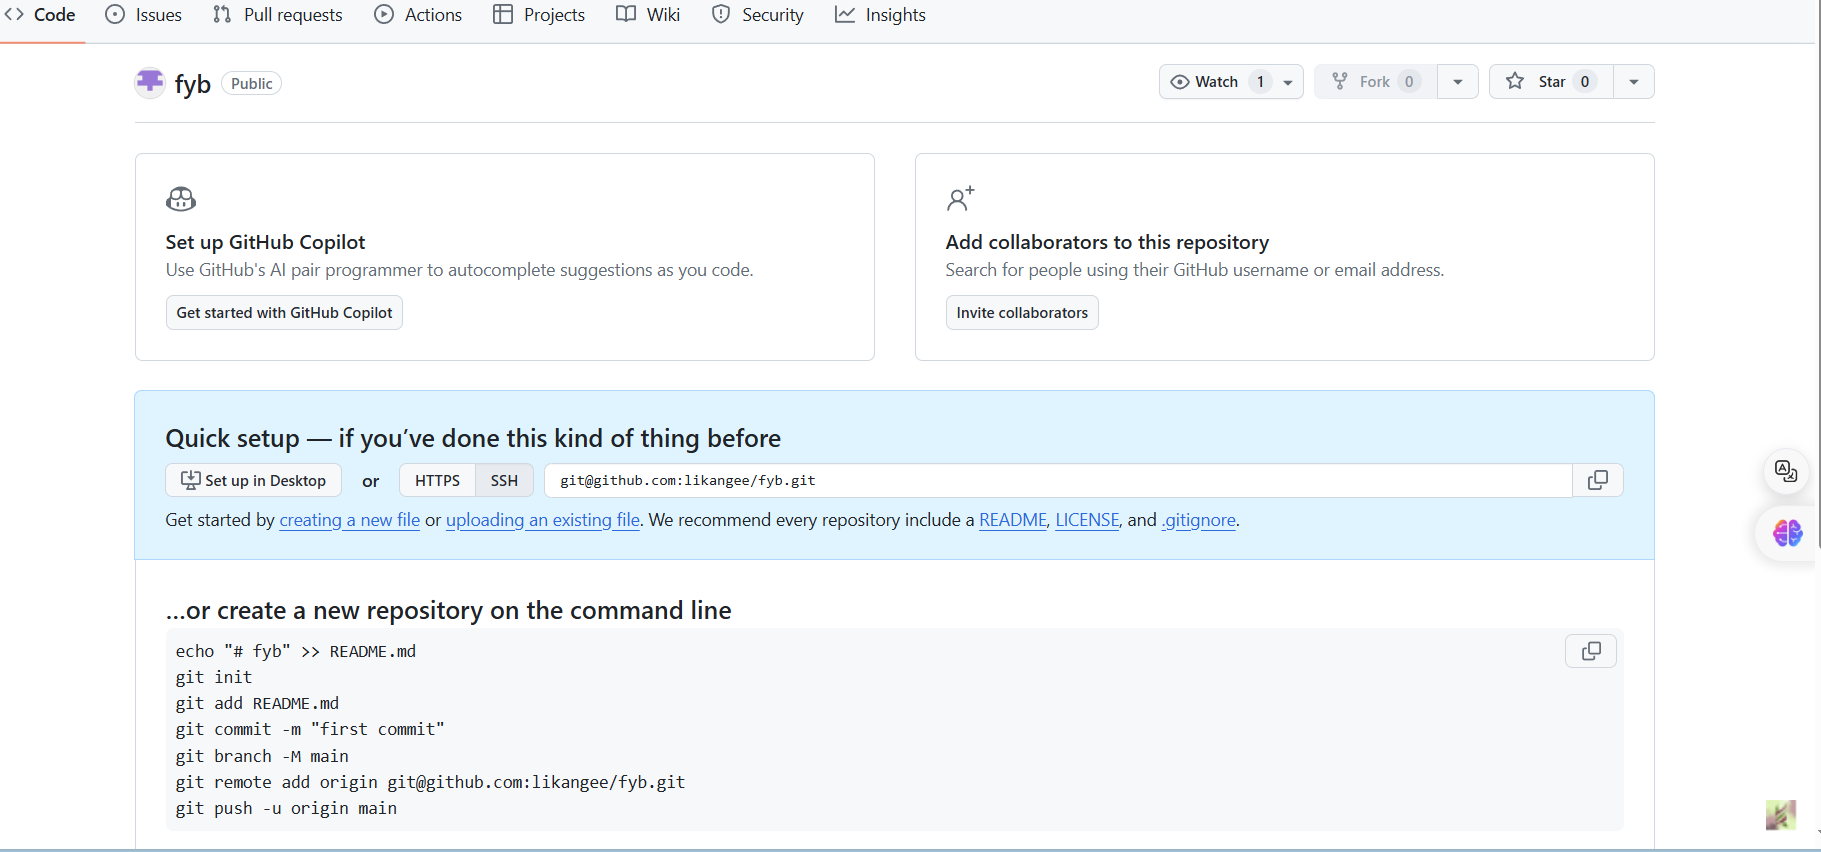 Code Issues Pull requests Actions Projects Wiki Security Insights
fyb Public Watch 1 Fork 0 Star 0
Set up GitHub Copilot
Use GitHub's AI pair programmer to autocomplete suggestions as you code.
Get started with GitHub Copilot
Add collaborators to this repository
Search for people using their GitHub username or email address.
Invite collaborators
Quick setup — if you’ve done this kind of thing before
Set up in Desktop or HTTPS SSH git@github.com:likangee/fyb.git
Get started by creating a new file or uploading an existing file. We recommend every repository include a README, LICENSE, and .gitignore.
…or create a new repository on the command line
echo "# fyb" >> README.md
git init
git add README.md
git commit -m "first commit"
git branch -M main
git remote add origin git@github.com:likangee/fyb.git
git push -u origin main